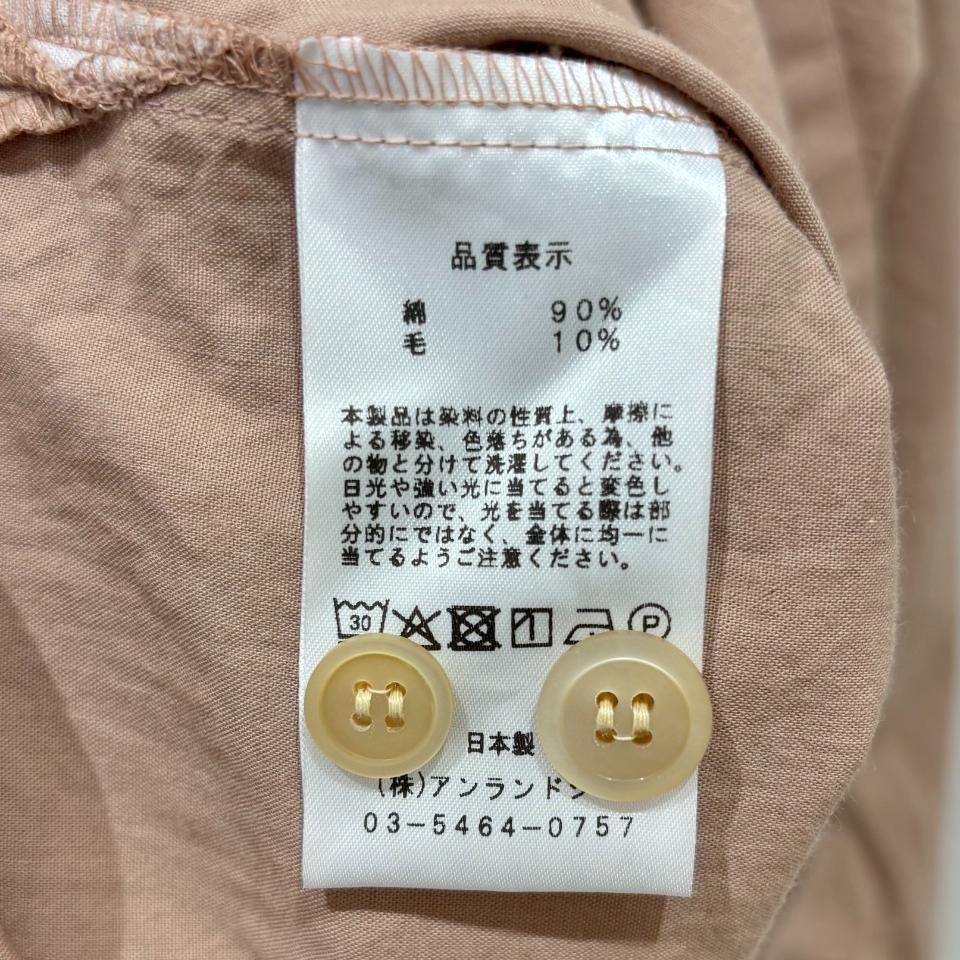 品質表示
綿 90%
毛 10%
本製品は染料の性質上、摩擦に
よる移染、色落ちがある為、他
の物と分けて洗濯してください。
日光や強い光に当てると変色し
やすいので、光を当てる際は部
分的にではなく、全体に均一に
当てるようご注意ください。
30 P
日本製
(株)アンランド
03-5464-0757